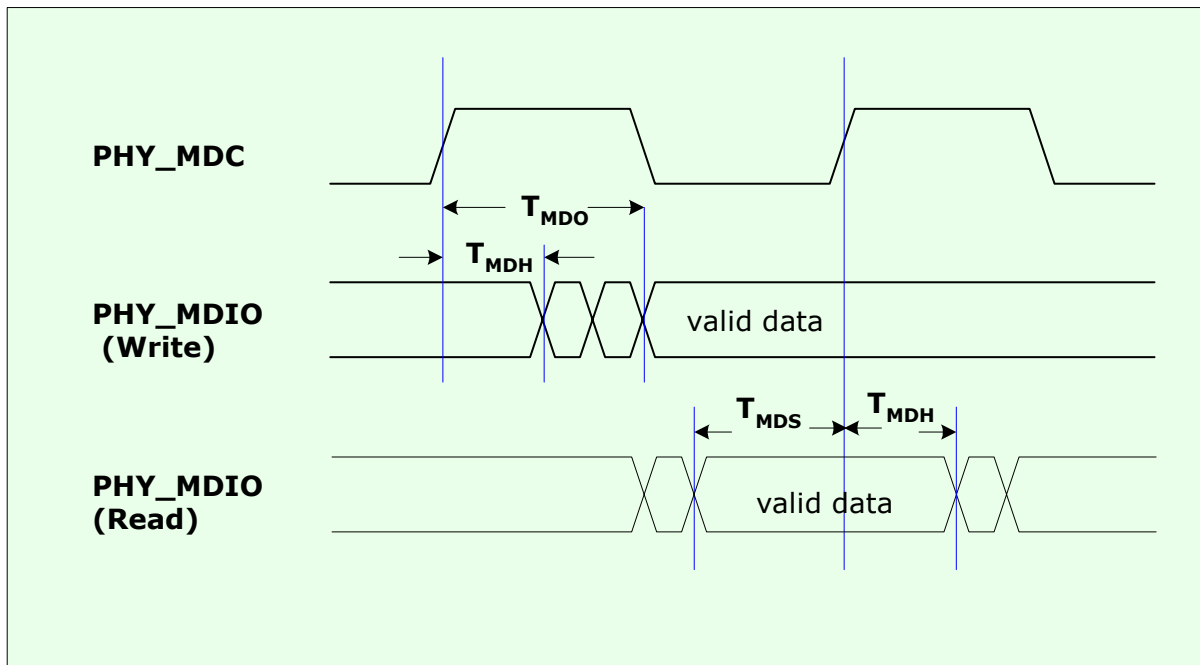 PHY_MDC
TMDO
TMDH
PHY_MDIO
(Write)
valid data
TMDS
TMDH
PHY_MDIO
(Read)
valid data